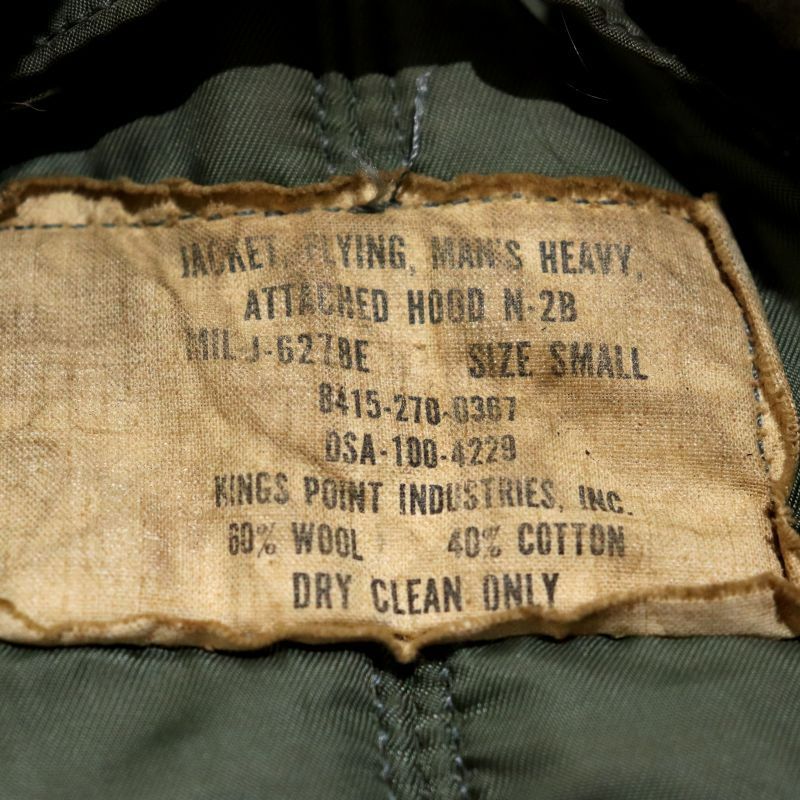 JACKET, FLYING, MAN'S HEAVY,
ATTACHED HOOD N-2B
MIL-J-6278E SIZE SMALL
8415-270-0367
DSA-100-4229
KINGS POINT INDUSTRIES, INC.
60% WOOL 40% COTTON
DRY CLEAN ONLY